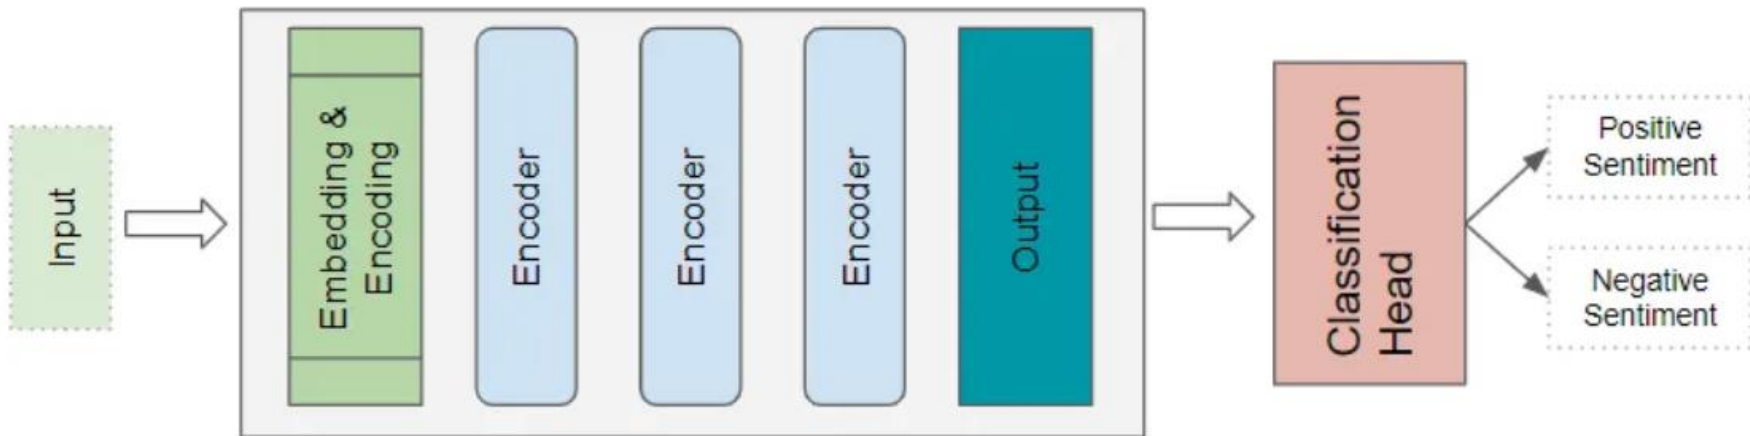 Input
Embedding &
Encoding
Encoder
Encoder
Encoder
Output
Classification
Head
Positive
Sentiment
Negative
Sentiment